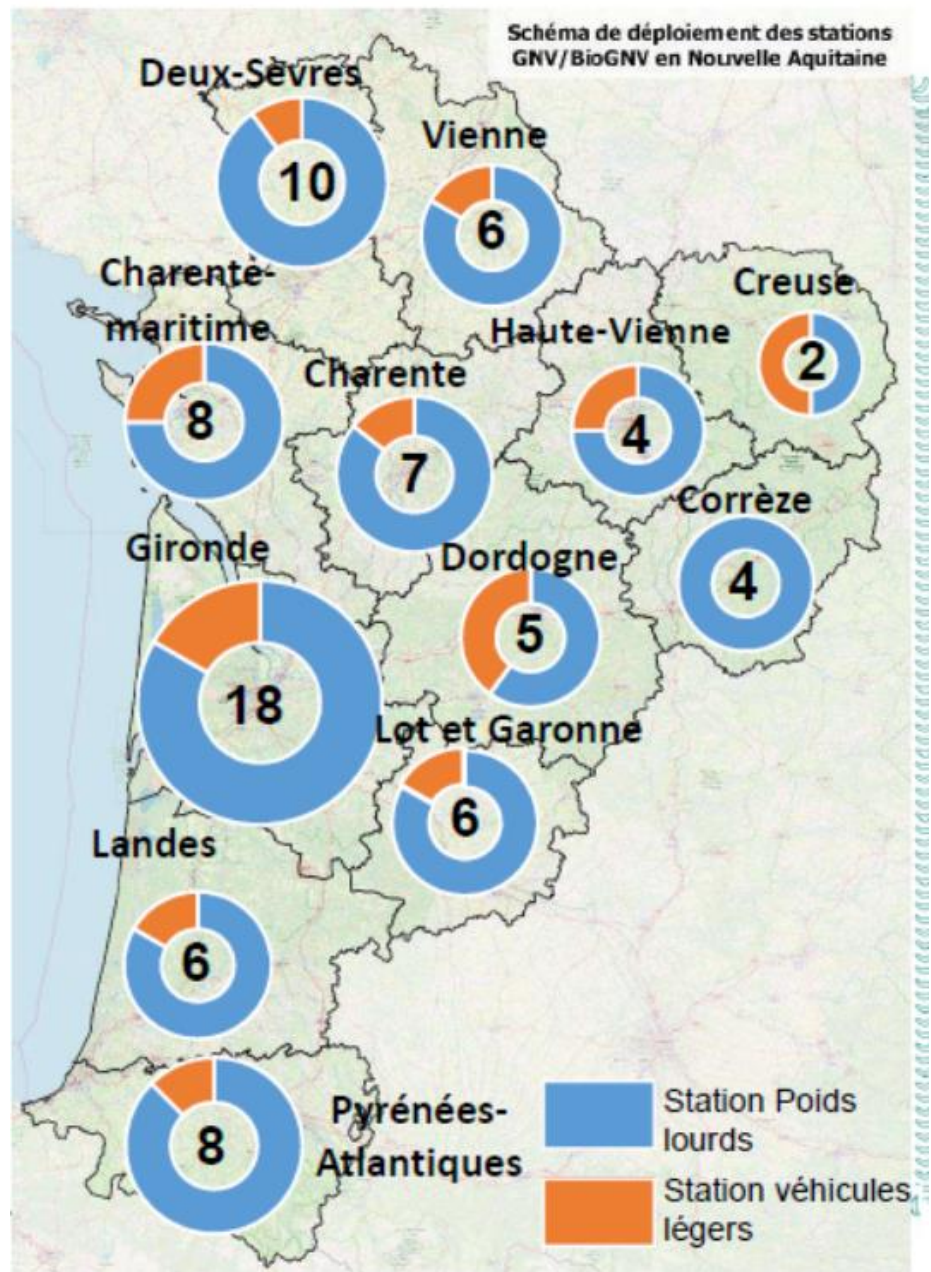 Schéma de déploiement des stations
GNV/BioGNV en Nouvelle Aquitaine
Deux-Sèvres
10
Vienne
6
Charente-
maritime
8
Charente
7
Haute-Vienne
4
Creuse
2
Corrèze
4
Gironde
18
Dordogne
5
Lot et Garonne
6
Landes
6
Pyrénées-
Atlantiques
8
Station Poids
lourds
Station véhicules
légers